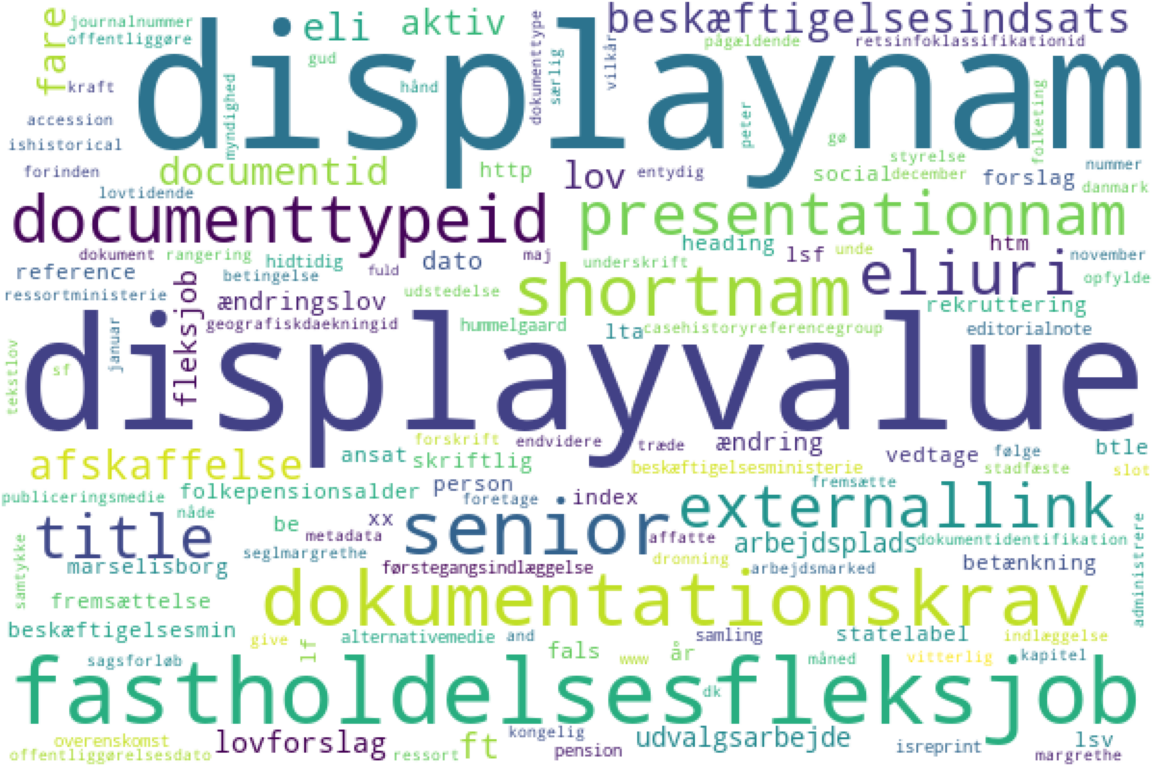 journalnummer eli aktiv beskæftigelsesindsats
offentliggøre dokumenttype pågældende retsinfoklassifikationid
fare gud særlig vilkår
kraft displaynam hånd
accession myndighed peter folketing
ishistorical gø
forinden documentid http lov entydig styrelse nummer
lovtidende social december forslag danmark
documenttypeid presentationnam
dokument rangering hidtidig fuld dato maj heading unde htm november
reference betingelse underskrift lsf eliuri opfylde
ressortministerie fleksjob ændringslov udstedelse shortnam rekruttering
geografiskdaekningid hummelgaard lta casehistoryreferencegroup editorialnote
tekstlov sf januar displayvalue
forskrift endvidere træde ændring btle
afskaffelse ansat skriftlig beskæftigelsesministerie vedtage følge stadfæste slot
publiceringsmedie folkepensionsalder person foretage index fremsætte
title nåde be xx senior externallink
metadata affatte arbejdsplads dokumentidentifikation
samtykke seglmargrethe dronning administrere
marselisborg førstegangsindlæggelse arbejdsmarked betænkning
fremsættelse dokumentationskrav
beskæftigelsesmin give alternativemedie and samling statelabel indlæggelse
sagsforløb lf fals www år måned vitterlig kapitel
fastholdelsesfleksjob dk
overenskomst lovforslag ft kongelig udvalgsarbejde lsv
offentliggørelsesdato ressort pension isreprint margrethe